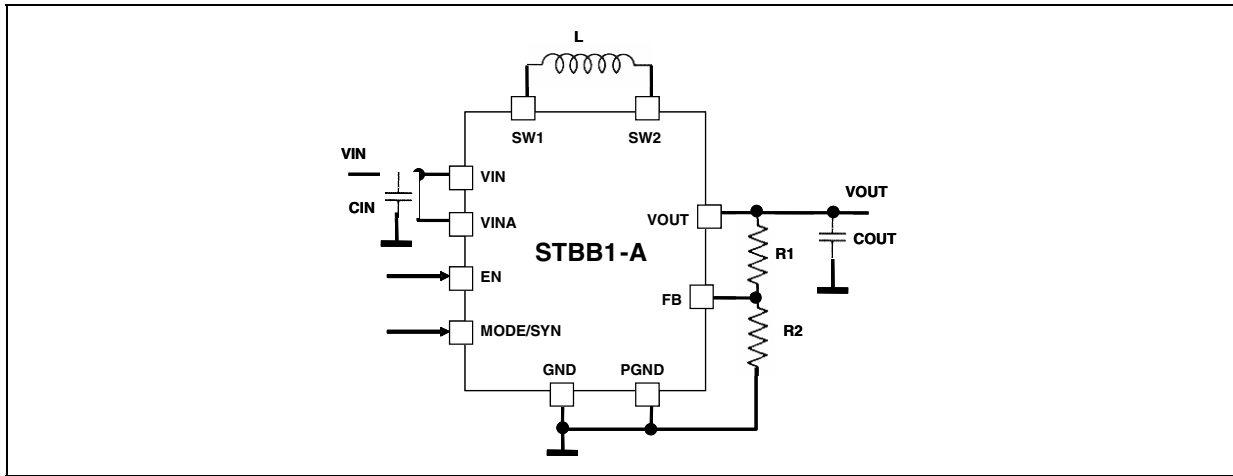 L
SW1
SW2
VIN
VIN
CIN
VINA
VOUT
VOUT
COUT
STBB1-A
R1
EN
FB
MODE/SYN
R2
GND
PGND